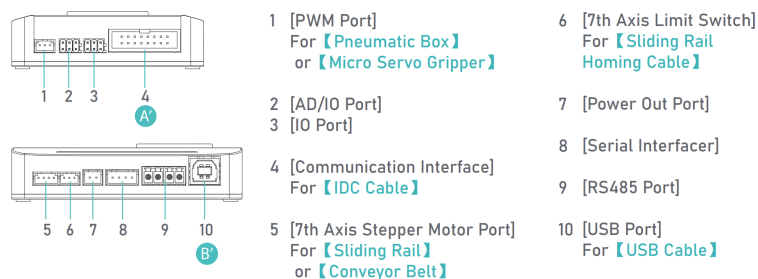 1 2 3 4
A'
5 6 7 8 9 10
B'
1 [PWM Port]
For【Pneumatic Box】
or【Micro Servo Gripper】
2 [AD/IO Port]
3 [IO Port]
4 [Communication Interface]
For【IDC Cable】
5 [7th Axis Stepper Motor Port]
For【Sliding Rail】
or【Conveyor Belt】
6 [7th Axis Limit Switch]
For【Sliding Rail
Homing Cable】
7 [Power Out Port]
8 [Serial Interfacer]
9 [RS485 Port]
10 [USB Port]
For【USB Cable】